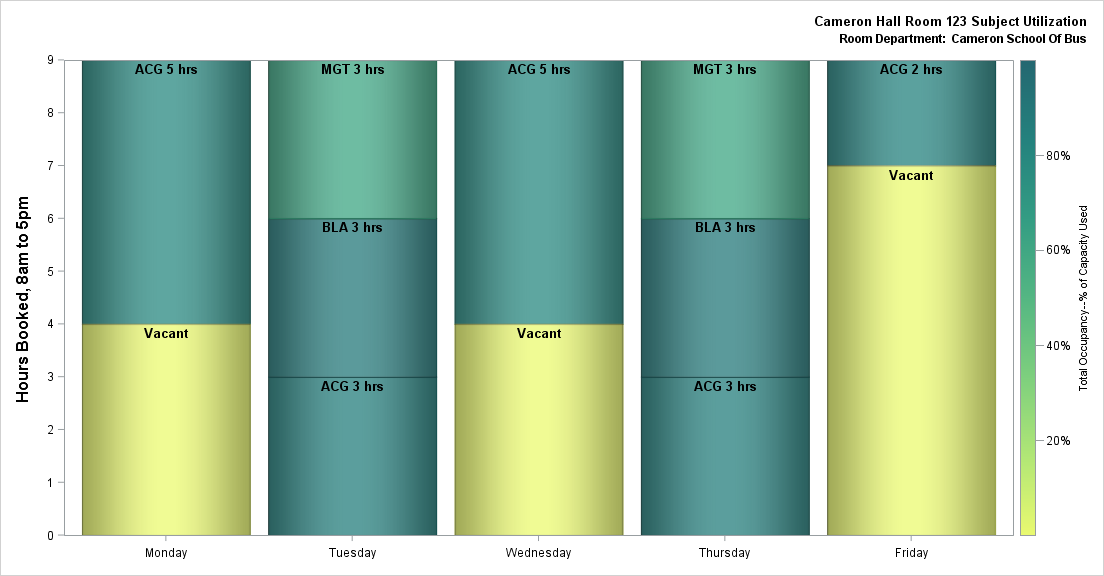 Cameron Hall Room 123 Subject Utilization
Room Department: Cameron School Of Bus
Hours Booked, 8am to 5pm
9
8
7
6
5
4
3
2
1
0
ACG 5 hrs
Vacant
MGT 3 hrs
BLA 3 hrs
ACG 3 hrs
ACG 5 hrs
Vacant
MGT 3 hrs
BLA 3 hrs
ACG 3 hrs
ACG 2 hrs
Vacant
Monday
Tuesday
Wednesday
Thursday
Friday
80%
60%
40%
20%
Total Occupancy--% of Capacity Used